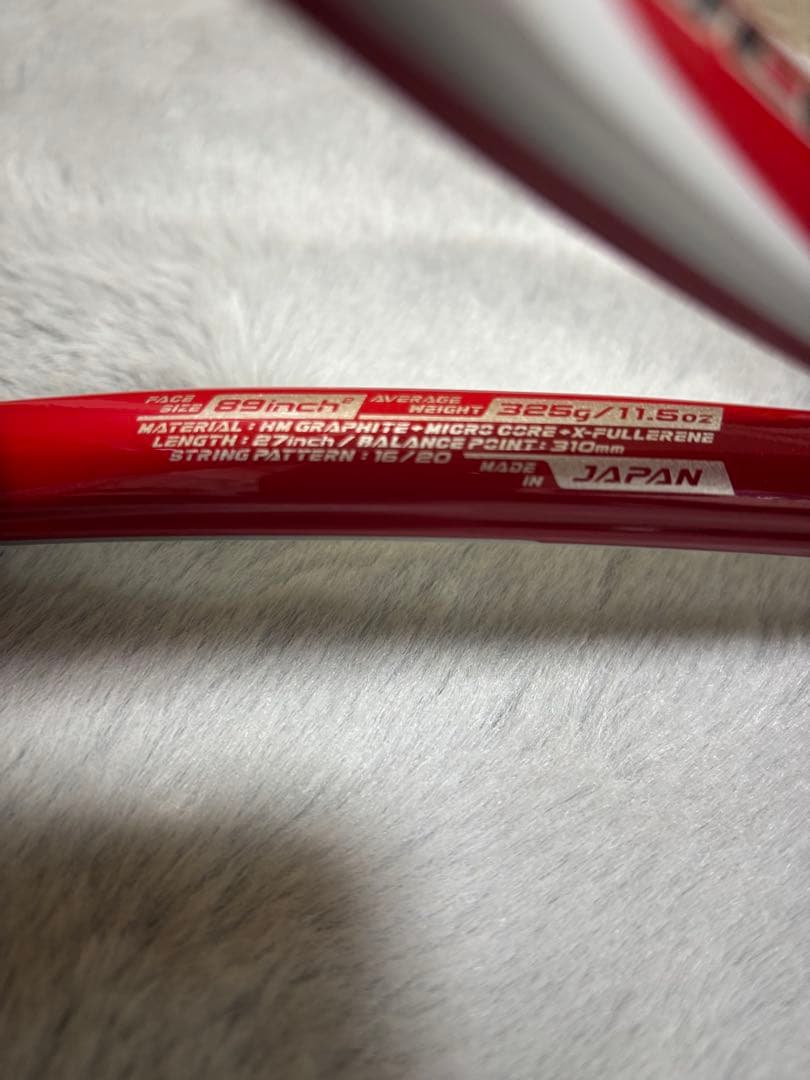 FACE SIZE 89inch² AVERAGE WEIGHT 325g/11.5oz
MATERIAL : HM GRAPHITE+MICRO CORE+X-FULLERENE
LENGTH : 27inch / BALANCE POINT : 310mm
STRING PATTERN : 16/20 MADE IN JAPAN